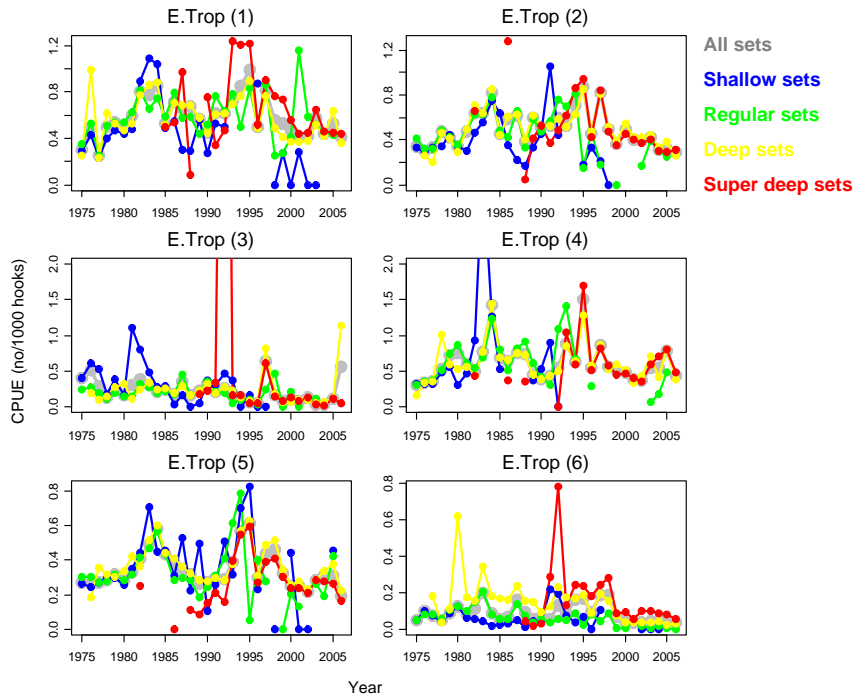 E.Trop (1) E.Trop (2)
All sets
Shallow sets
Regular sets
Deep sets
Super deep sets
0.0 0.4 0.8 1.2
1975 1980 1985 1990 1995 2000 2005
0.0 0.4 0.8 1.2
1975 1980 1985 1990 1995 2000 2005
E.Trop (3) E.Trop (4)
CPUE (no/1000 hooks)
0.0 0.5 1.0 1.5 2.0
1975 1980 1985 1990 1995 2000 2005
0.0 0.5 1.0 1.5 2.0
1975 1980 1985 1990 1995 2000 2005
E.Trop (5) E.Trop (6)
0.0 0.2 0.4 0.6 0.8
1975 1980 1985 1990 1995 2000 2005
0.0 0.2 0.4 0.6 0.8
1975 1980 1985 1990 1995 2000 2005
Year